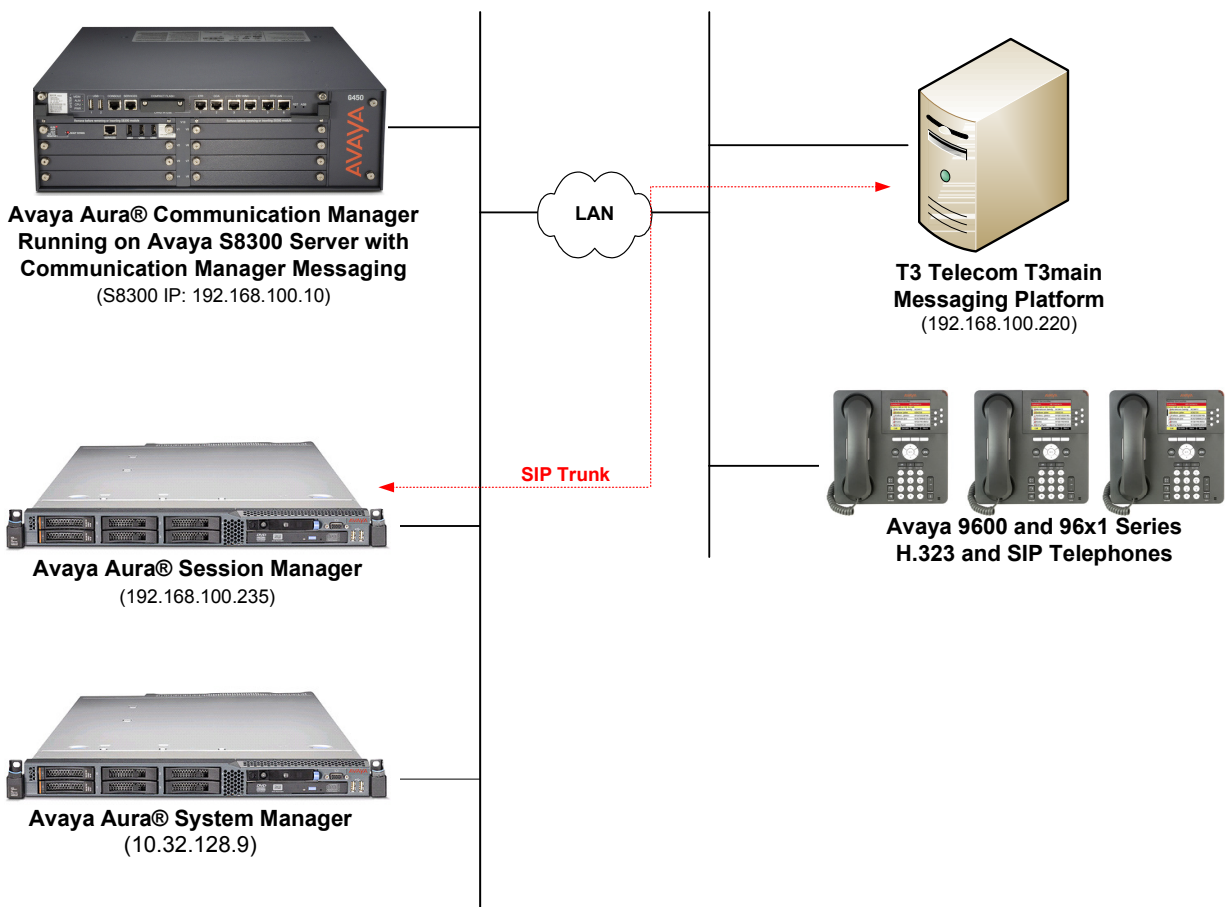 G450
AVAYA
Avaya Aura® Communication Manager
Running on Avaya S8300 Server with
Communication Manager Messaging
(S8300 IP: 192.168.100.10)
LAN
T3 Telecom T3main
Messaging Platform
(192.168.100.220)
SIP Trunk
Avaya Aura® Session Manager
(192.168.100.235)
Avaya 9600 and 96x1 Series
H.323 and SIP Telephones
Avaya Aura® System Manager
(10.32.128.9)